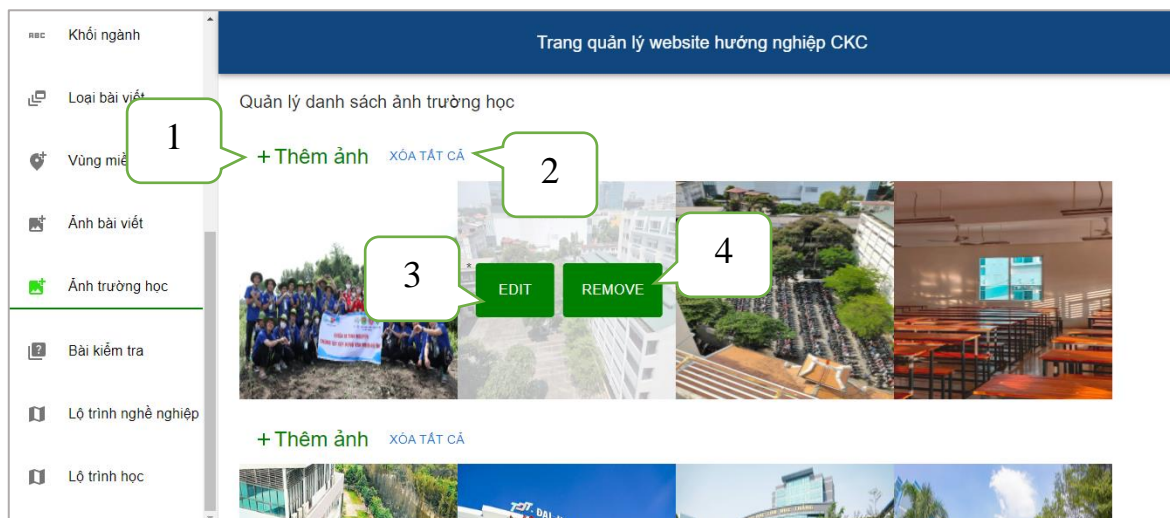 Khối ngành
Trang quản lý website hướng nghiệp CKC
Loại bài viết
Quản lý danh sách ảnh trường học
1
Vùng miề
+ Thêm ảnh
XÓA TẤT CẢ
2
Ảnh bài viết
3
4
*
EDIT
REMOVE
Ảnh trường học
Bài kiểm tra
Lộ trình nghề nghiệp
+ Thêm ảnh
XÓA TẤT CẢ
Lộ trình học